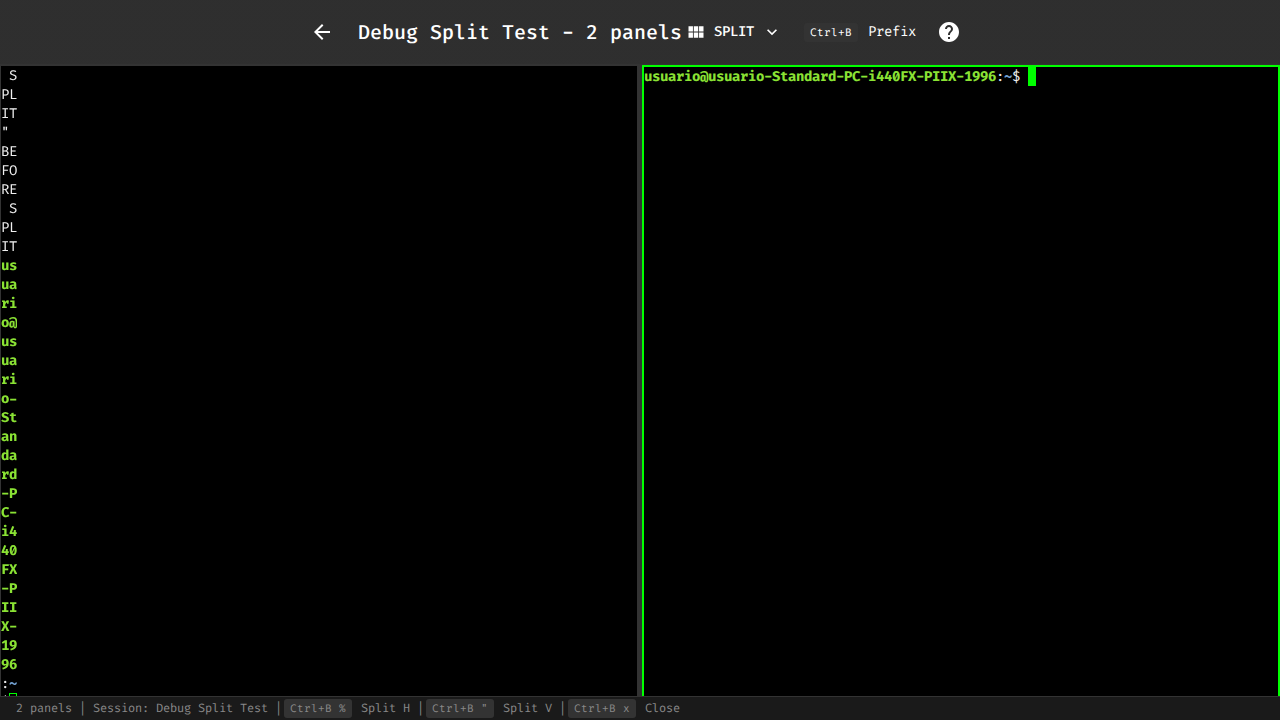 Debug Split Test - 2 panels SPLIT Ctrl+B Prefix
 S
PL
IT
"
BE
FO
RE
 S
PL
IT
us
ua
ri
o@
us
ua
ri
o-
St
an
da
rd
-P
C-
i4
40
FX
-P
II
X-
19
96
:~
usuario@usuario-Standard-PC-i440FX-PIIX-1996:~$
2 panels | Session: Debug Split Test | Ctrl+B % Split H | Ctrl+B " Split V | Ctrl+B x Close